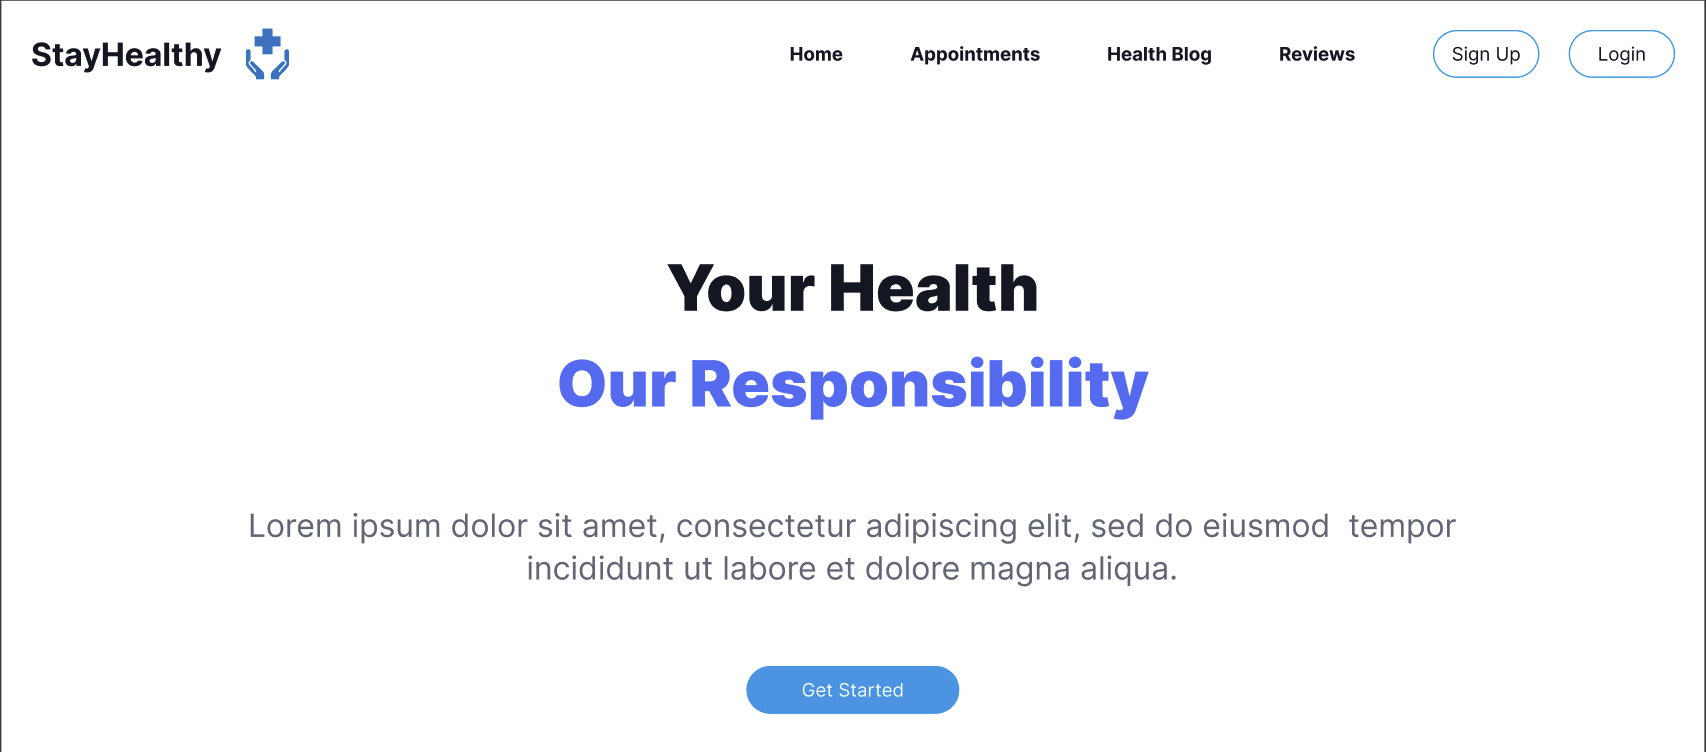 StayHealthy
Home Appointments Health Blog Reviews Sign Up Login
Your Health
Our Responsibility
Lorem ipsum dolor sit amet, consectetur adipiscing elit, sed do eiusmod  tempor
incididunt ut labore et dolore magna aliqua.
Get Started